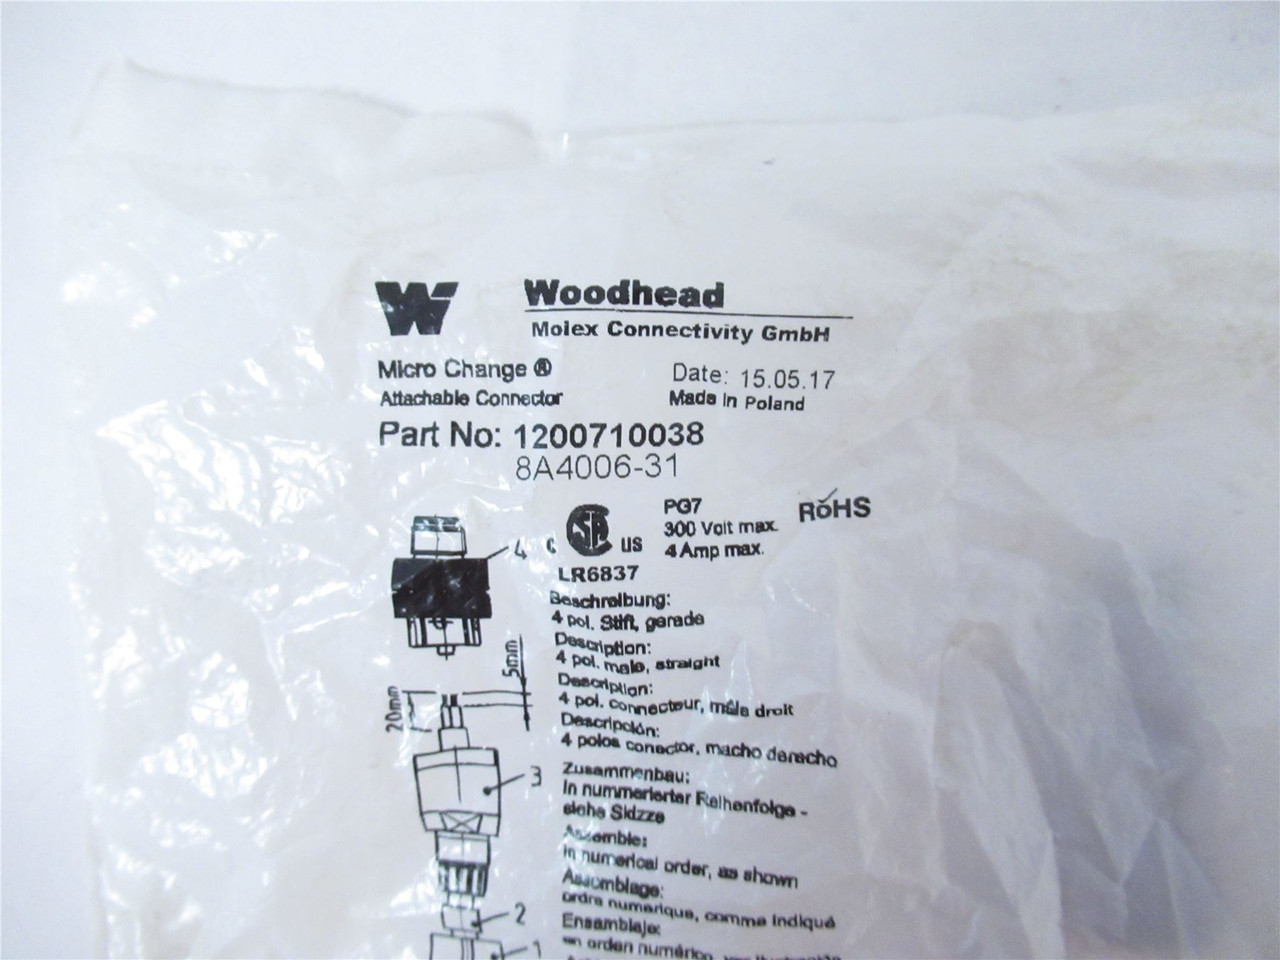 W Woodhead
Molex Connectivity GmbH
Micro Change ®
Attachable Connector
Date: 15.05.17
Made in Poland
Part No: 1200710038
8A4006-31
C SA US
LR6837
PG7
300 Volt max.
4 Amp max.
RoHS
4
5mm
20mm
3
2
1
Beschreibung:
4 pol. Stift, gerade
Description:
4 pol. male, straight
Description:
4 pol. connecteur, mâle droit
Descripción:
4 polos conector, macho derecho
Zusammenbau:
in nummerierter Reihenfolge -
siehe Skizze
Assemble:
in numerical order, as shown
Assemblage:
ordre numarique, comme indiqué
Ensamblaje:
en orden numérico,